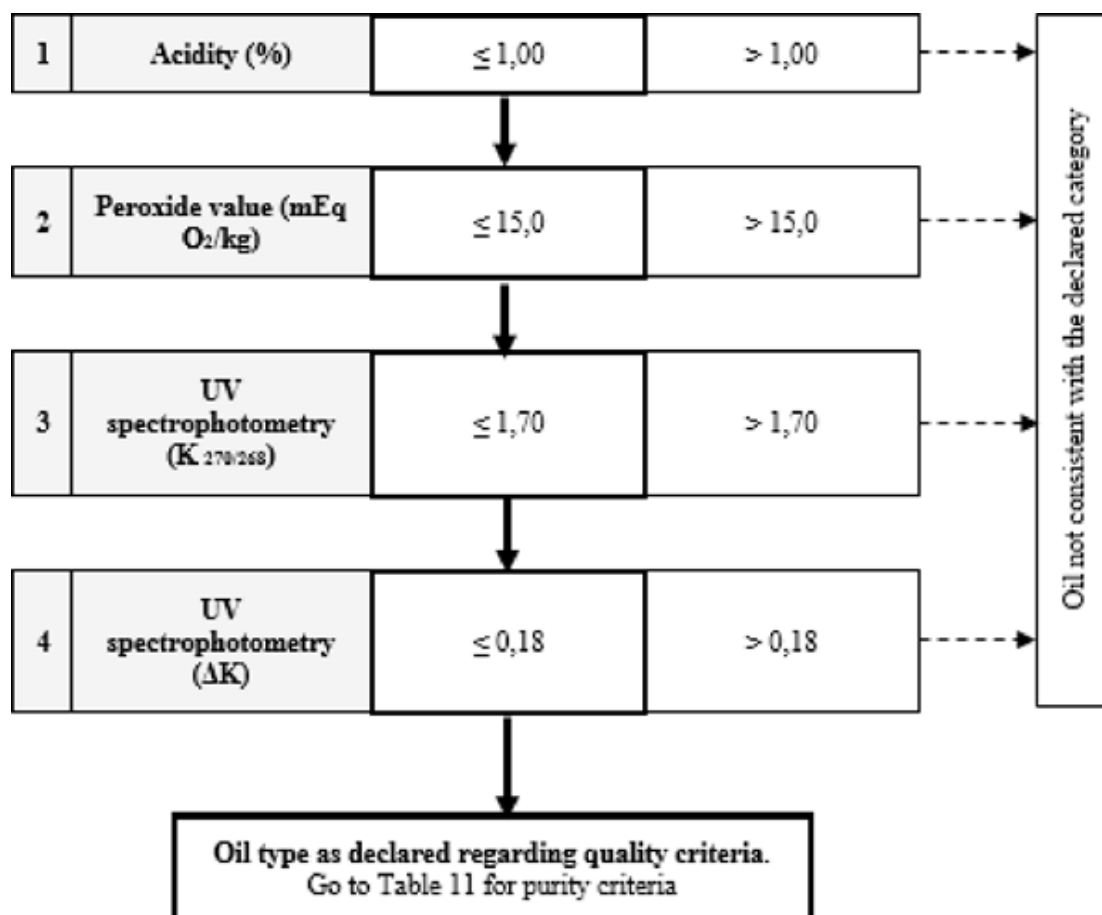 1
Acidity (%)
≤ 1,00
> 1,00
2
Peroxide value (mEq
O2/kg)
≤ 15,0
> 15,0
3
UV
spectrophotometry
(K 270/268)
≤ 1,70
> 1,70
4
UV
spectrophotometry
(ΔK)
≤ 0,18
> 0,18
Oil not consistent with the declared category
Oil type as declared regarding quality criteria.
Go to Table 11 for purity criteria